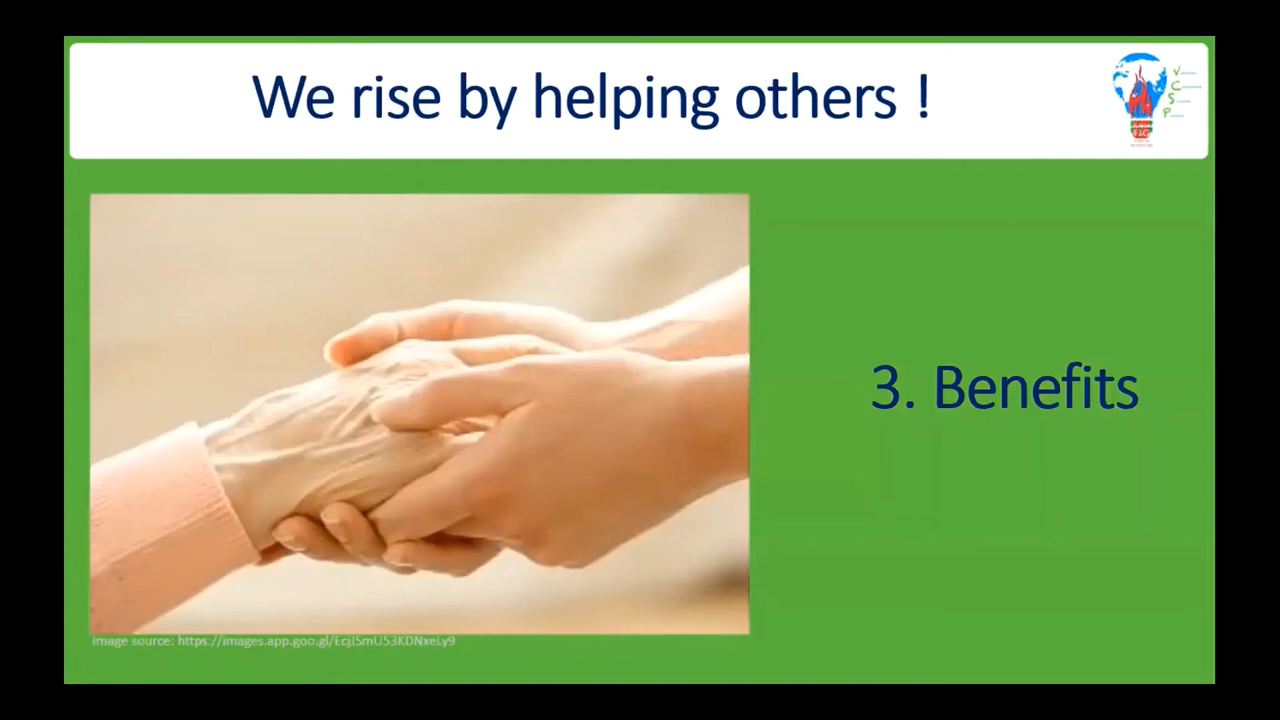 We rise by helping others !
V
C
S
P
3. Benefits
Image source: https://images.app.goo.gl/EcjJSmU53KDNxeLy9